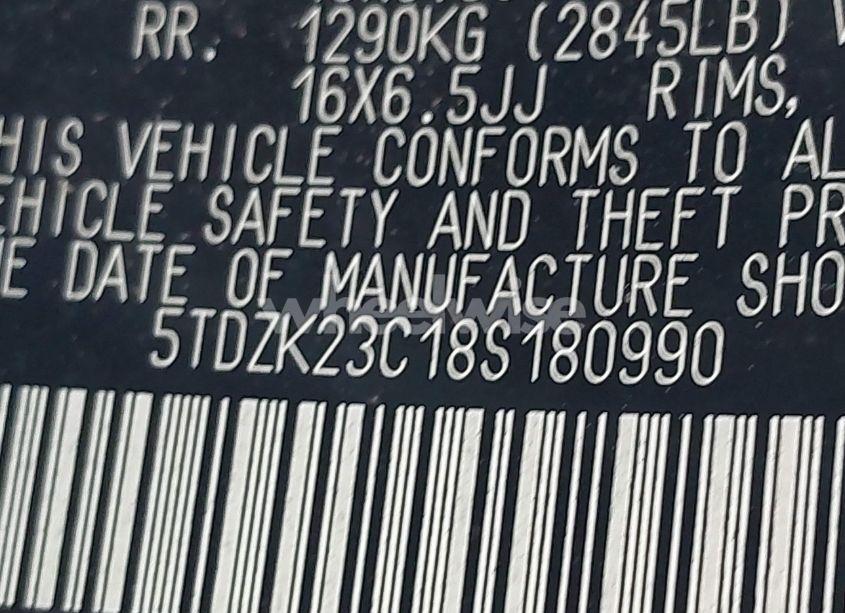 RR. 1290KG (2845LB)
16X6.5JJ RIMS,
HIS VEHICLE CONFORMS TO AL
EHICLE SAFETY AND THEFT PR
E DATE OF MANUFACTURE SHO
wheelwise
5TDZK23C18S180990